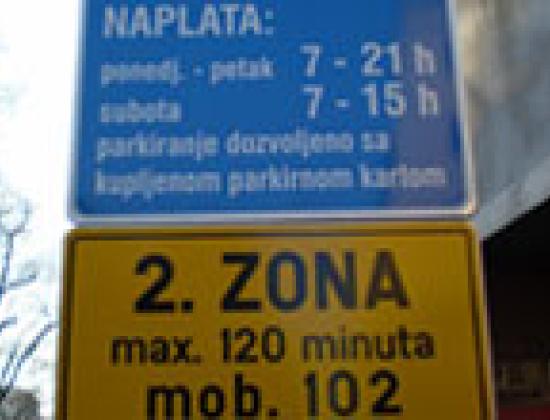 NAPLATA:
ponedj. - petak 7 - 21 h
subota 7 - 15 h
parkiranje dozvoljeno sa
kupljenom parkirnom kartom
2. ZONA
max. 120 minuta
mob. 102